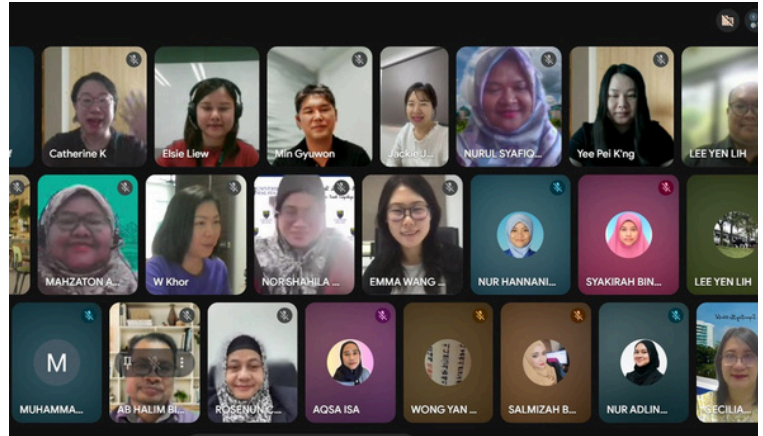 Catherine K
Elsie Liew
Min Gyuwon
Jackie J...
NURUL SYAFIQ...
Yee Pei K'ng
LEE YEN LIH
MAHZATON A...
W Khor
NOR SHAHILA ...
EMMA WANG ...
NUR HANNANI...
SYAKIRAH BIN...
LEE YEN LIH
M
MUHAMMA...
AB HALIM BI...
ROSENUN C...
AQSA ISA
WONG YAN ...
SALMIZAH B...
NUR ADLIN...
CECILIA...